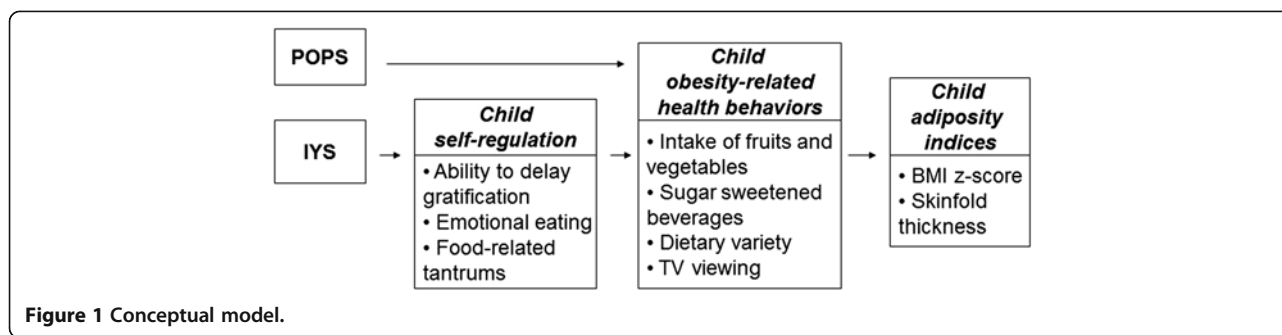 POPS
IYS
Child
self-regulation
• Ability to delay
gratification
• Emotional eating
• Food-related
tantrums
Child
obesity-related
health behaviors
• Intake of fruits and
vegetables
• Sugar sweetened
beverages
• Dietary variety
• TV viewing
Child
adiposity
indices
• BMI z-score
• Skinfold
thickness
Figure 1 Conceptual model.